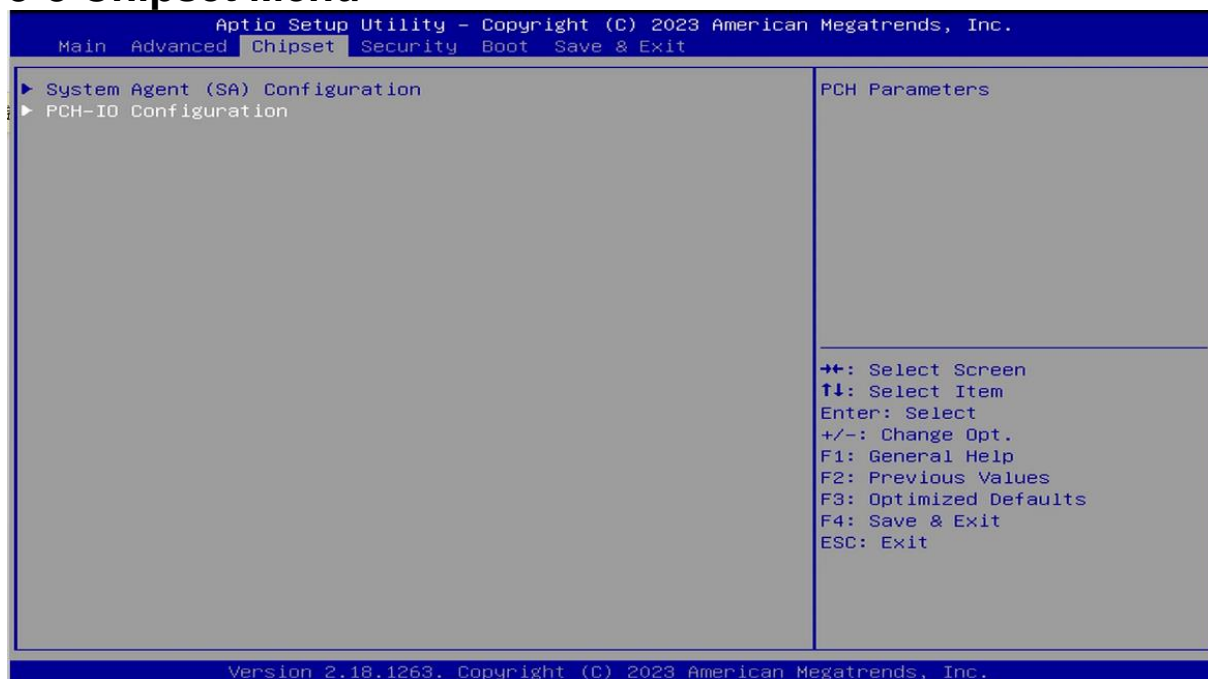 Aptio Setup Utility – Copyright (C) 2023 American Megatrends, Inc.
Main Advanced Chipset Security Boot Save & Exit
► System Agent (SA) Configuration
► PCH-IO Configuration
PCH Parameters
→←: Select Screen
↑↓: Select Item
Enter: Select
+/-: Change Opt.
F1: General Help
F2: Previous Values
F3: Optimized Defaults
F4: Save & Exit
ESC: Exit
Version 2.18.1263. Copyright (C) 2023 American Megatrends, Inc.